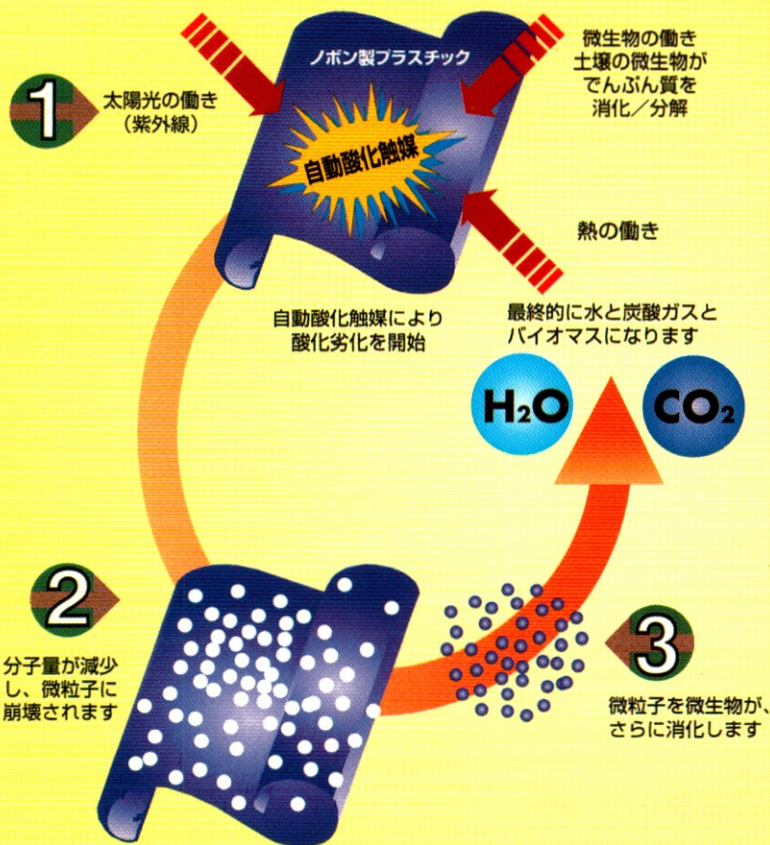 ノボン製プラスチック
自動酸化触媒
1
太陽光の働き
(紫外線)
微生物の働き
土壌の微生物が
でんぷん質を
消化/分解
熱の働き
自動酸化触媒により
酸化劣化を開始
最終的に水と炭酸ガスと
バイオマスになります
H₂O
CO₂
2
分子量が減少
し、微粒子に
崩壊されます
3
微粒子を微生物が、
さらに消化します